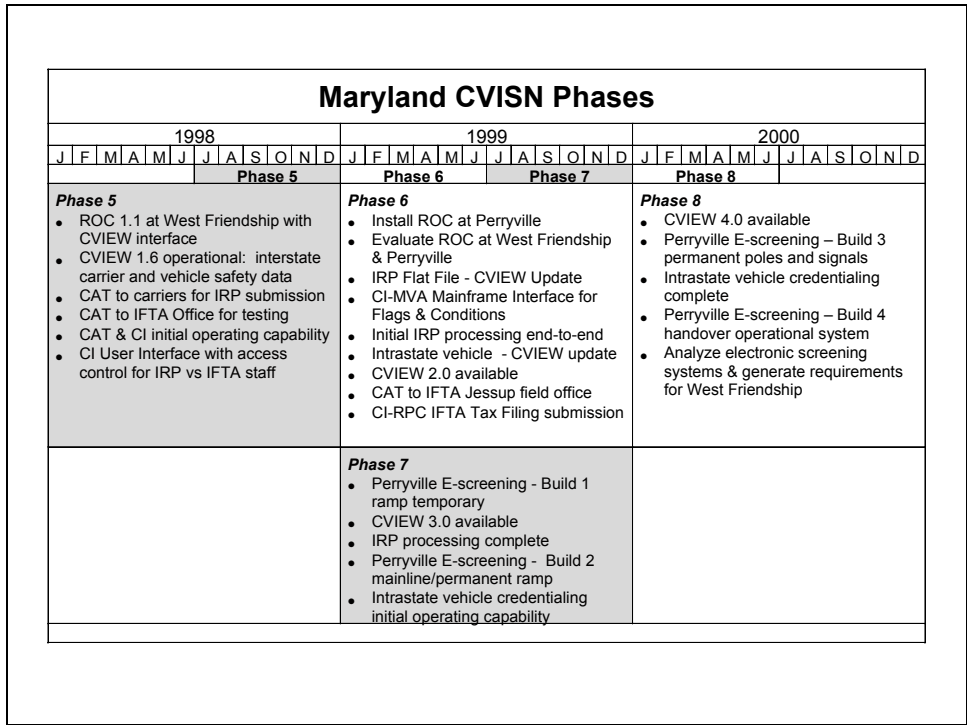 Maryland CVISN Phases
1998 1999 2000
J F M A M J J A S O N D J F M A M J J A S O N D J F M A M J J A S O N D
Phase 5 Phase 6 Phase 7 Phase 8
Phase 5
• ROC 1.1 at West Friendship with
CVIEW interface
• CVIEW 1.6 operational: interstate
carrier and vehicle safety data
• CAT to carriers for IRP submission
• CAT to IFTA Office for testing
• CAT & CI initial operating capability
• CI User Interface with access
control for IRP vs IFTA staff
Phase 6
• Install ROC at Perryville
• Evaluate ROC at West Friendship
& Perryville
• IRP Flat File - CVIEW Update
• CI-MVA Mainframe Interface for
Flags & Conditions
• Initial IRP processing end-to-end
• Intrastate vehicle - CVIEW update
• CVIEW 2.0 available
• CAT to IFTA Jessup field office
• CI-RPC IFTA Tax Filing submission
Phase 8
• CVIEW 4.0 available
• Perryville E-screening – Build 3
permanent poles and signals
• Intrastate vehicle credentialing
complete
• Perryville E-screening – Build 4
handover operational system
• Analyze electronic screening
systems & generate requirements
for West Friendship
Phase 7
• Perryville E-screening - Build 1
ramp temporary
• CVIEW 3.0 available
• IRP processing complete
• Perryville E-screening - Build 2
mainline/permanent ramp
• Intrastate vehicle credentialing
initial operating capability